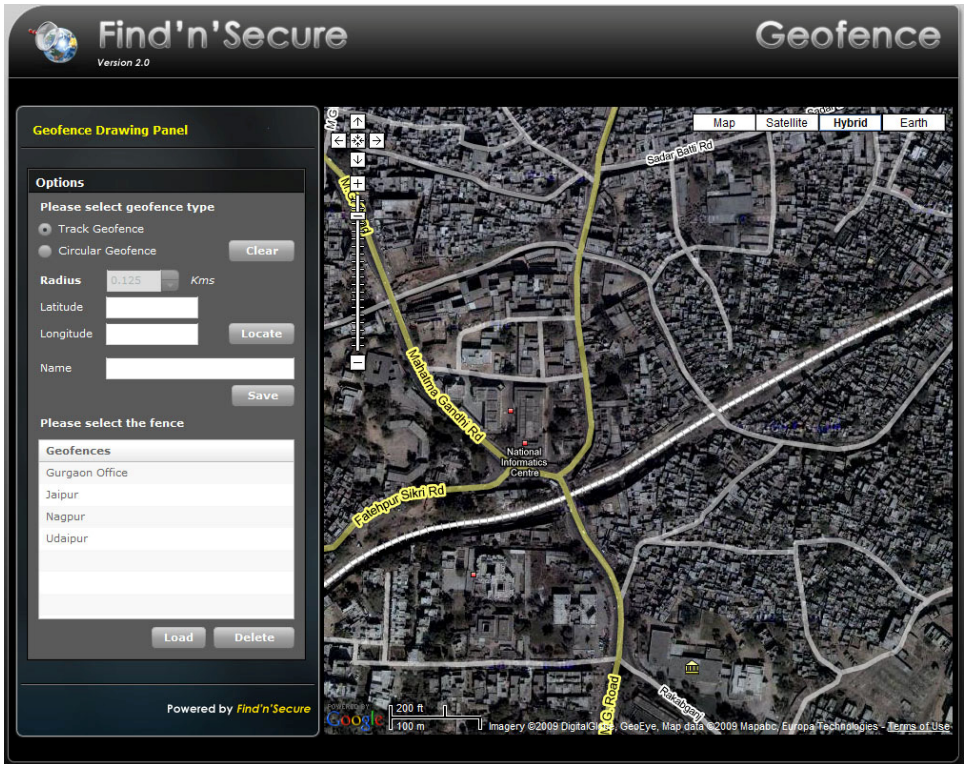 Find'n'Secure
Version 2.0
Geofence
Geofence Drawing Panel
Options
Please select geofence type
Track Geofence
Circular Geofence
Clear
Radius
0.125
Kms
Latitude
Longitude
Locate
Name
Save
Please select the fence
Geofences
Gurgaon Office
Jaipur
Nagpur
Udaipur
Load
Delete
Powered by Find'n'Secure
Map
Satellite
Hybrid
Earth
Sadar Batti Rd
Mahatma Gandhi Rd
National
Informatics
Centre
Fatehpur Sikri Rd
M.G. Road
Rakabganj
POWERED BY
Google
200 ft
100 m
Imagery ©2009 DigitalGlobe, GeoEye, Map data ©2009 Mapabc, Europa Technologies - Terms of Use